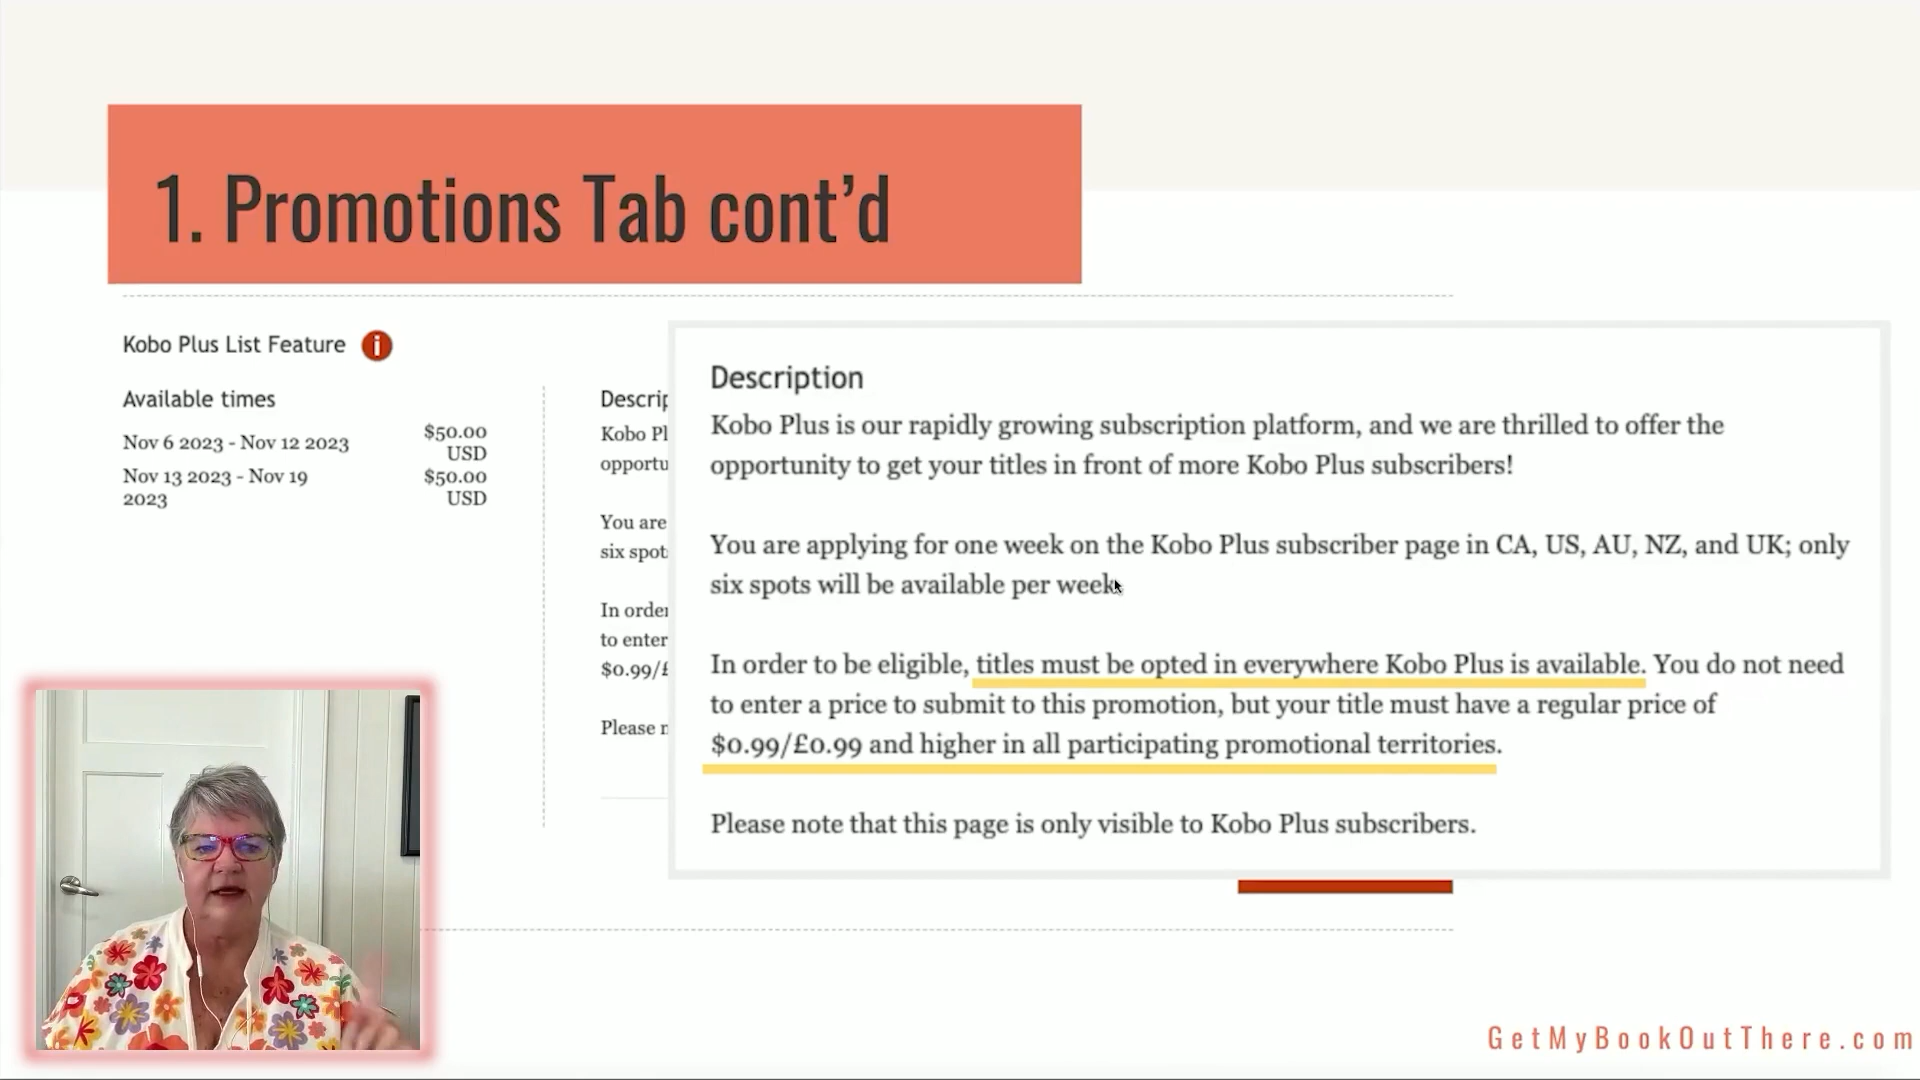 1. Promotions Tab cont’d
Kobo Plus List Feature i
Available times
Nov 6 2023 - Nov 12 2023 $50.00 USD
Nov 13 2023 - Nov 19 2023 $50.00 USD
Descrip
Kobo Pl
opportu
You are
six spot
In order
to enter
$0.99/£
Please n
Description
Kobo Plus is our rapidly growing subscription platform, and we are thrilled to offer the
opportunity to get your titles in front of more Kobo Plus subscribers!
You are applying for one week on the Kobo Plus subscriber page in CA, US, AU, NZ, and UK; only
six spots will be available per week
In order to be eligible, titles must be opted in everywhere Kobo Plus is available. You do not need
to enter a price to submit to this promotion, but your title must have a regular price of
$0.99/£0.99 and higher in all participating promotional territories.
Please note that this page is only visible to Kobo Plus subscribers.
GetMyBookOutThere.com